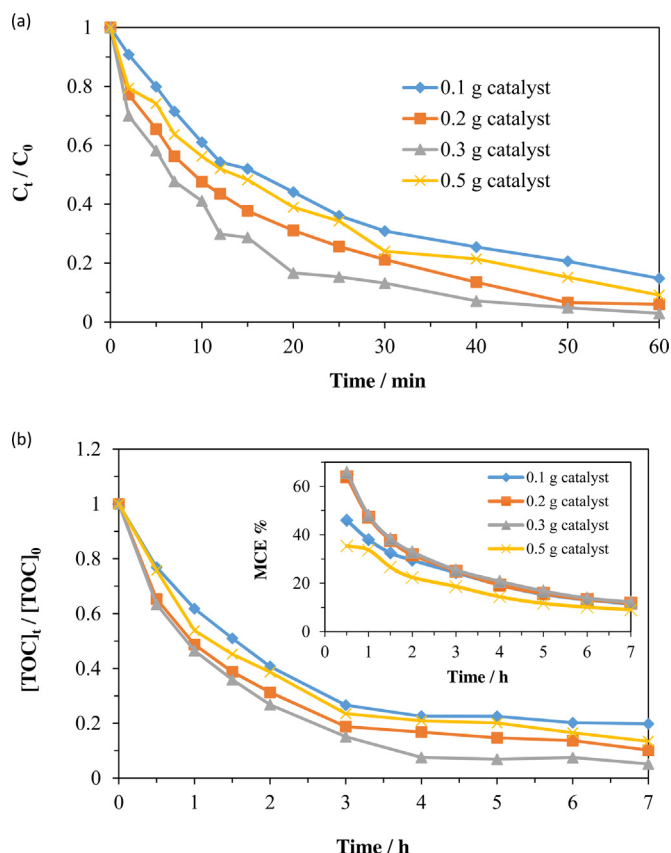 (a)
1
0.8
0.6
0.4
0.2
0
C_t / C_0
0.1 g catalyst
0.2 g catalyst
0.3 g catalyst
0.5 g catalyst
0 10 20 30 40 50 60
Time / min
(b)
1.2
1
0.8
0.6
0.4
0.2
0
[TOC]_t / [TOC]_0
60
40
20
0
MCE %
0.1 g catalyst
0.2 g catalyst
0.3 g catalyst
0.5 g catalyst
0 1 2 3 4 5 6 7
Time / h
0 1 2 3 4 5 6 7
Time / h